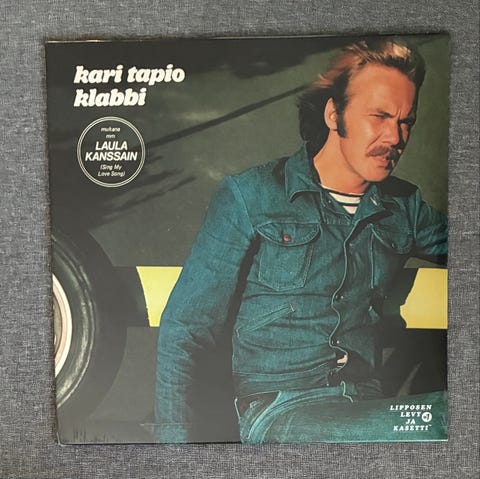 kari tapio
klabbi
mukana
mm
LAULA
KANSSAIN
(Sing My
Love Song)
LIPPOSEN
LEVY
JA
KASETTI